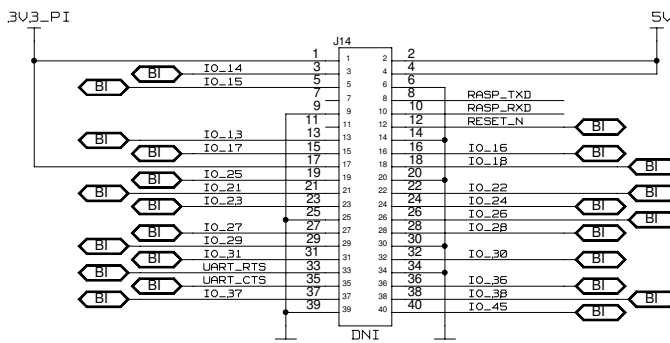 3V3_PI 5V
J14
1 1 2 2
BI IO_14 3 3 4 4
BI IO_15 5 5 6 6
7 7 8 8 RASP_TXD
9 9 10 10 RASP_RXD
11 11 12 12 RESET_N BI
BI IO_13 13 13 14 14
BI IO_17 15 15 16 16 IO_16 BI
17 17 18 18 IO_18 BI
BI IO_25 19 19 20 20
BI IO_21 21 21 22 22 IO_22 BI
BI IO_23 23 23 24 24 IO_24 BI
25 25 26 26 IO_26 BI
BI IO_27 27 27 28 28 IO_28 BI
BI IO_29 29 29 30 30
BI IO_31 31 31 32 32 IO_30 BI
BI UART_RTS 33 33 34 34
BI UART_CTS 35 35 36 36 IO_36 BI
BI IO_37 37 37 38 38 IO_38 BI
39 39 40 40 IO_45 BI
DNI